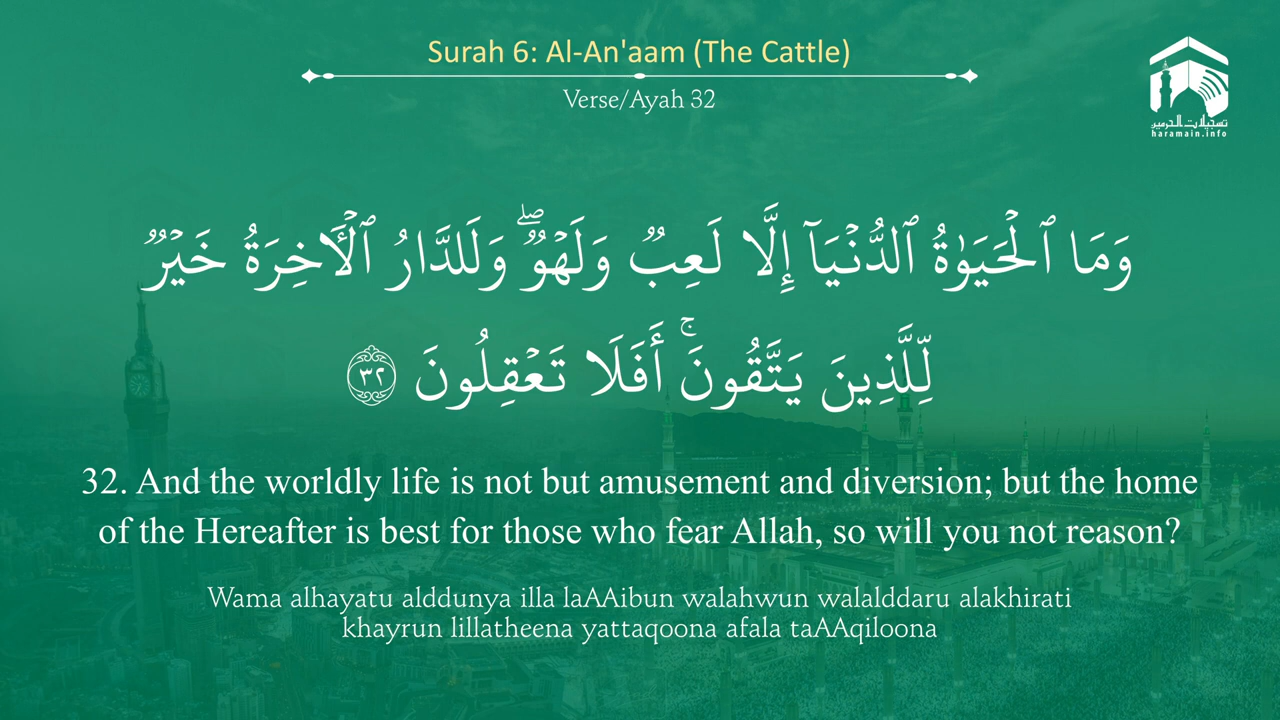 Surah 6: Al-An'aam (The Cattle)
Verse/Ayah 32
تسجيلات الحرمين
haramain.info
وَمَا ٱلْحَيَوٰةُ ٱلدُّنْيَآ إِلَّا لَعِبٌ وَلَهْوٌ ۖ وَلَلدَّارُ ٱلْـَٔاخِرَةُ خَيْرٌ
لِّلَّذِينَ يَتَّقُونَ ۚ أَفَلَا تَعْقِلُونَ ٣٢
32. And the worldly life is not but amusement and diversion; but the home
of the Hereafter is best for those who fear Allah, so will you not reason?
Wama alhayatu alddunya illa laAAibun walahwun walalddaru alakhirati
khayrun lillatheena yattaqoona afala taAAqiloona